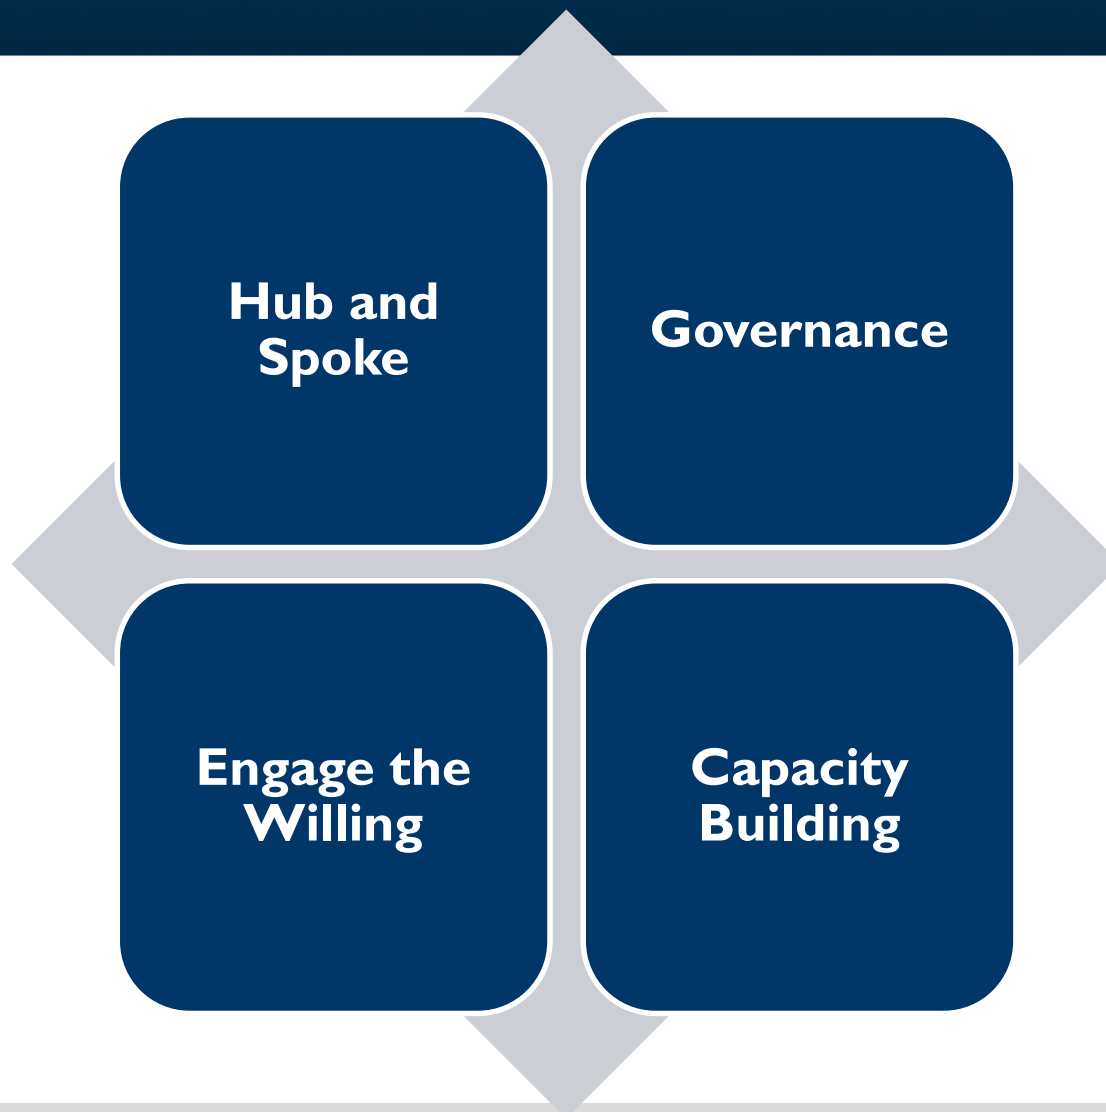 Hub and
Spoke
Governance
Engage the
Willing
Capacity
Building